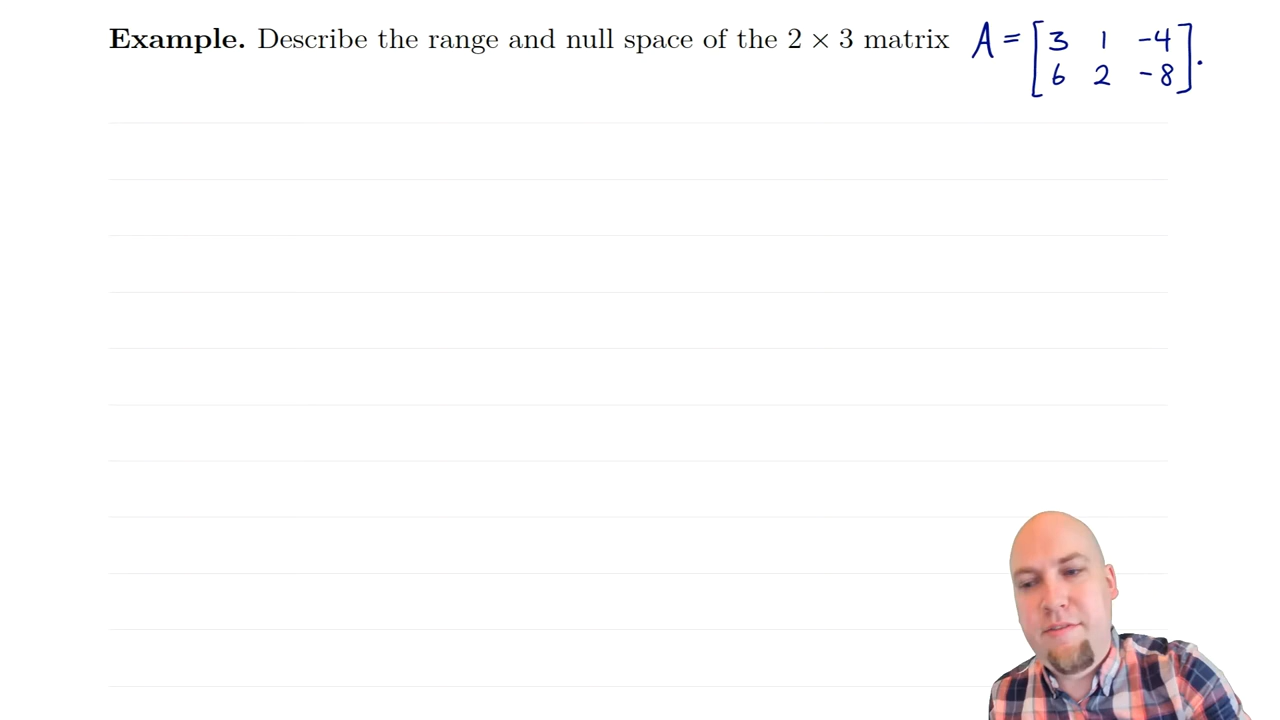 Example. Describe the range and null space of the 2 × 3 matrix A = [3 1 -4
6 2 -8].